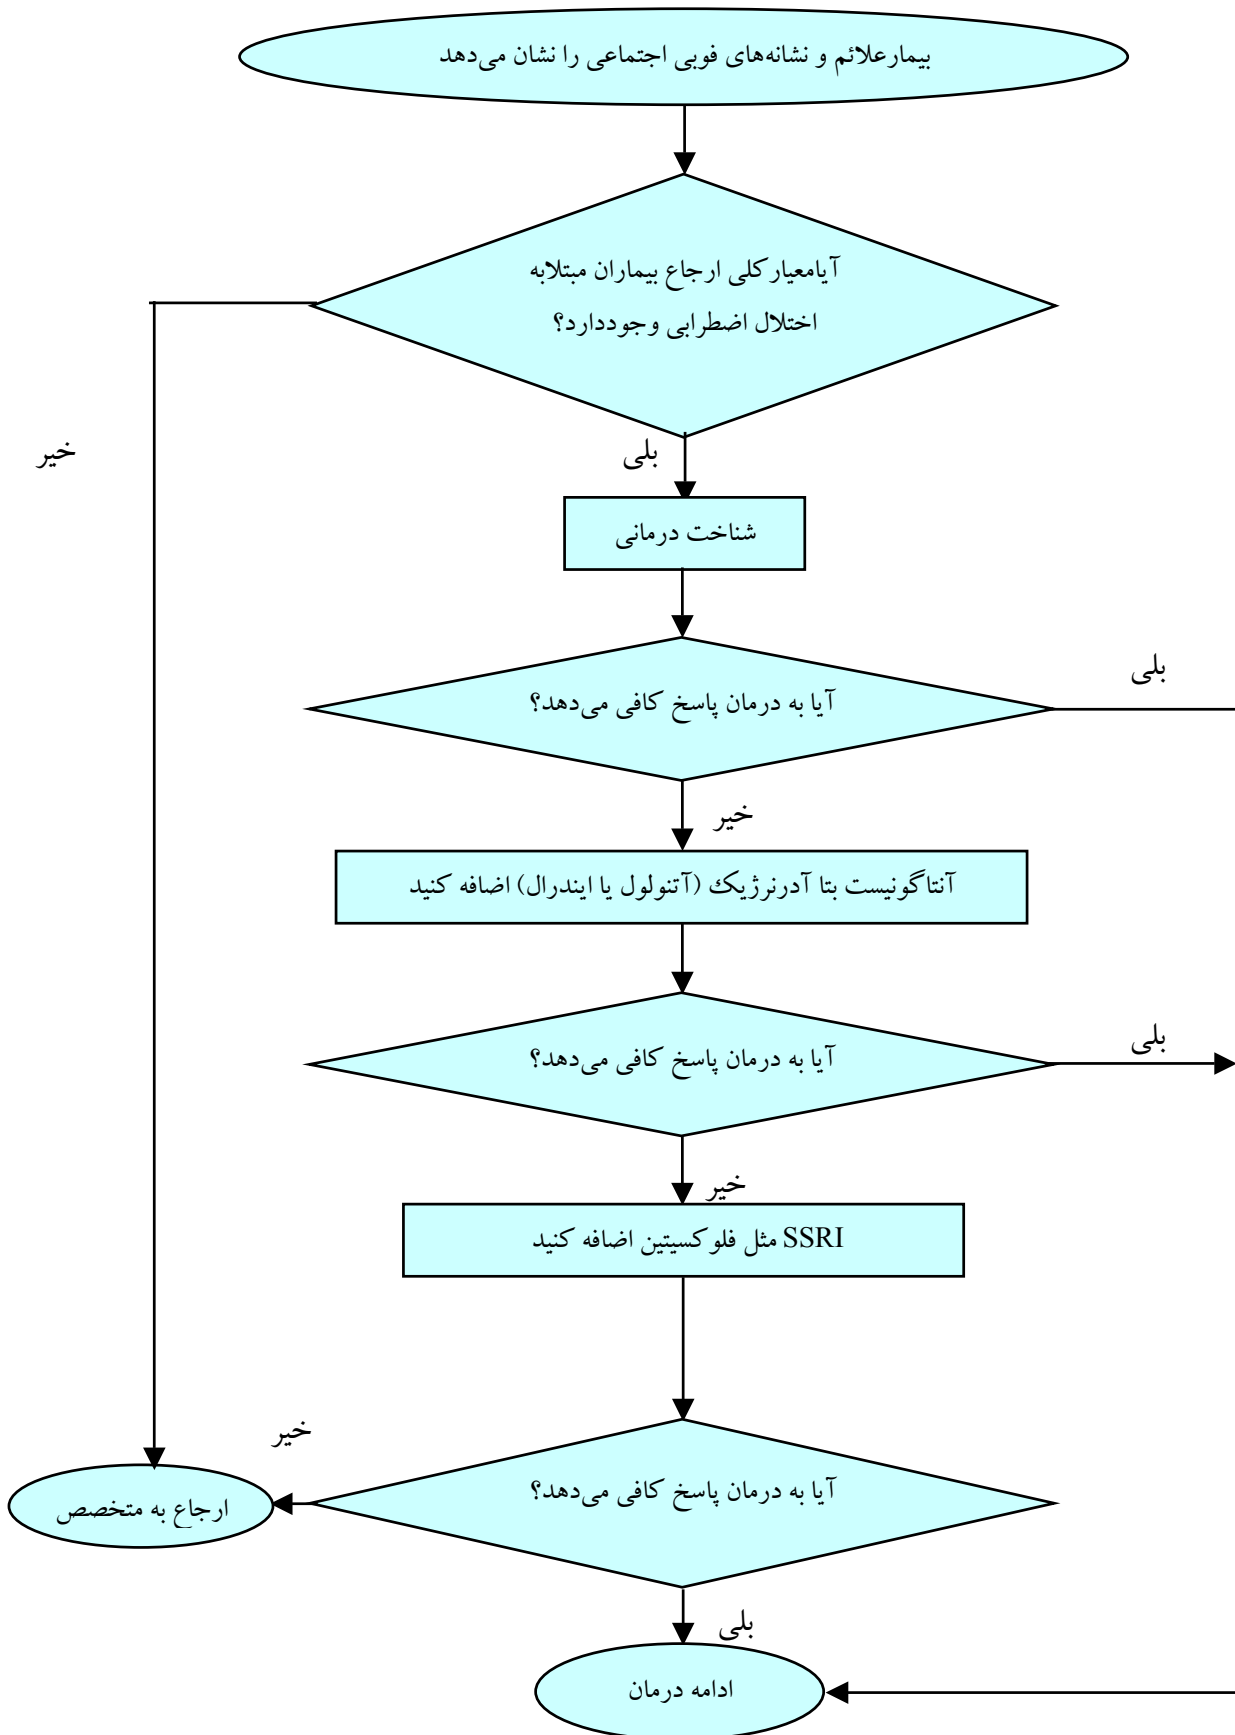 بیمارعلائم و نشانه‌های فوبی اجتماعی را نشان می‌دهد
آیامعیارکلی ارجاع بیماران مبتلابه
اختلال اضطرابی وجوددارد؟
خیر
بلی
شناخت درمانی
آیا به درمان پاسخ کافی می‌دهد؟
بلی
خیر
آنتاگونیست بتا آدرنرژیک (آتنولول یا ایندرال) اضافه کنید
آیا به درمان پاسخ کافی می‌دهد؟
بلی
خیر
SSRI مثل فلوکسیتین اضافه کنید
آیا به درمان پاسخ کافی می‌دهد؟
خیر
ارجاع به متخصص
بلی
ادامه درمان